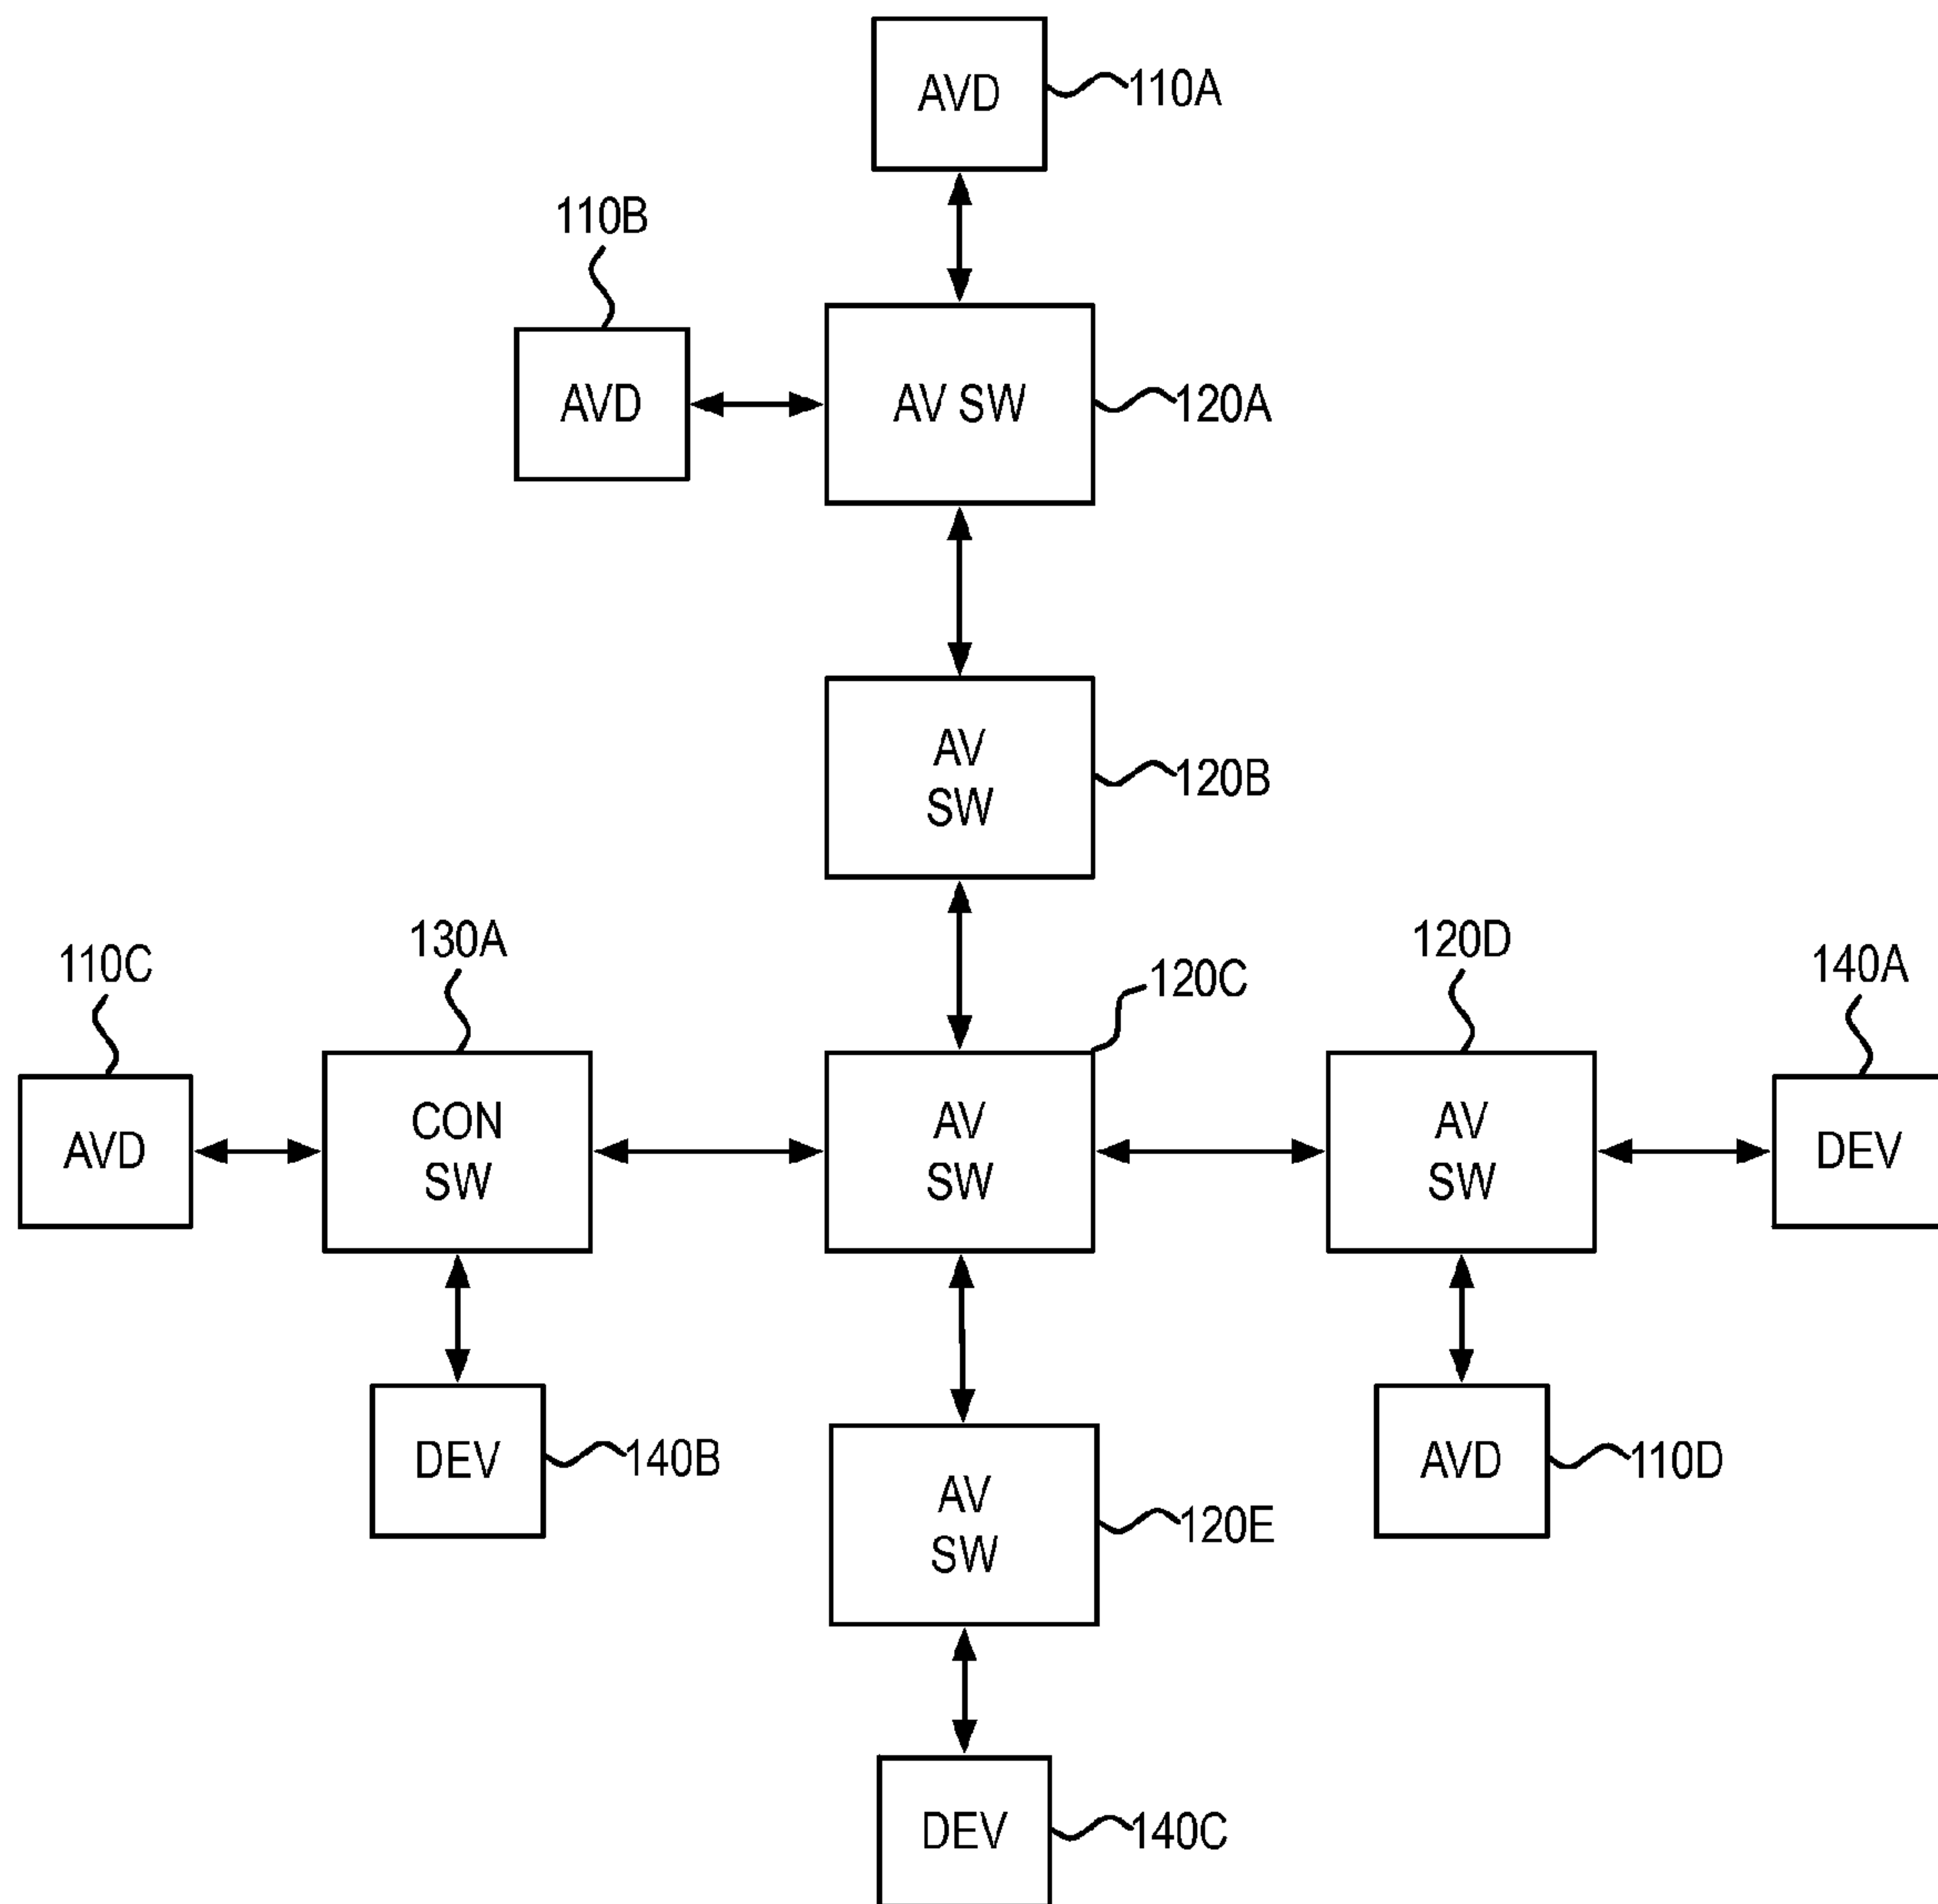 AVD
110A
110B
AVD
AV SW
120A
AV
SW
120B
110C
130A
120C
120D
140A
AVD
CON
SW
AV
SW
AV
SW
DEV
DEV
140B
AV
SW
120E
AVD
110D
DEV
140C